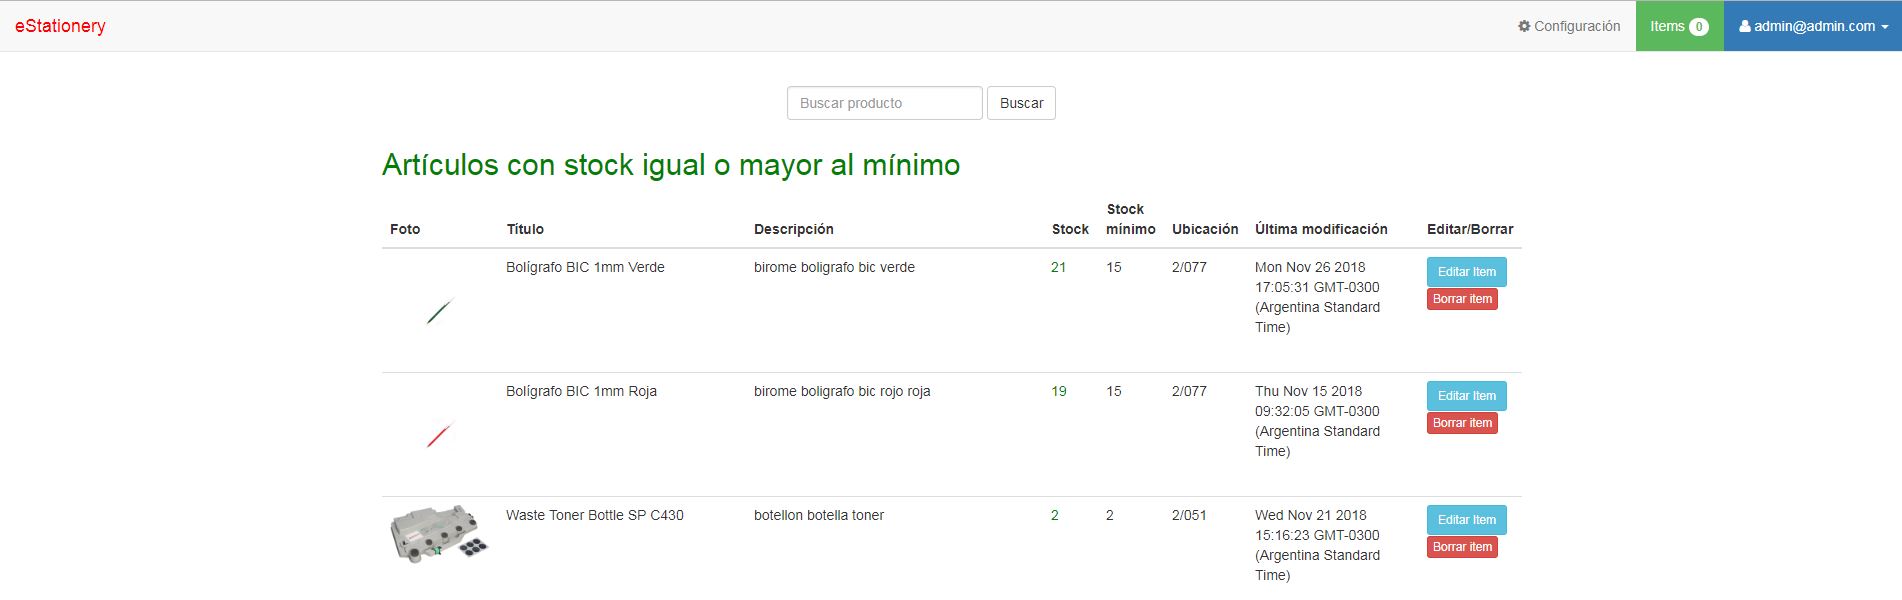 eStationery Configuración Items 0 admin@admin.com
Buscar producto Buscar
Artículos con stock igual o mayor al mínimo
Foto Título Descripción Stock Stock mínimo Ubicación Última modificación Editar/Borrar
Bolígrafo BIC 1mm Verde birome boligrafo bic verde 21 15 2/077 Mon Nov 26 2018 Editar Item
17:05:31 GMT-0300 Borrar item
(Argentina Standard
Time)
Bolígrafo BIC 1mm Roja birome boligrafo bic rojo roja 19 15 2/077 Thu Nov 15 2018 Editar Item
09:32:05 GMT-0300 Borrar item
(Argentina Standard
Time)
Waste Toner Bottle SP C430 botellon botella toner 2 2 2/051 Wed Nov 21 2018 Editar Item
15:16:23 GMT-0300 Borrar item
(Argentina Standard
Time)